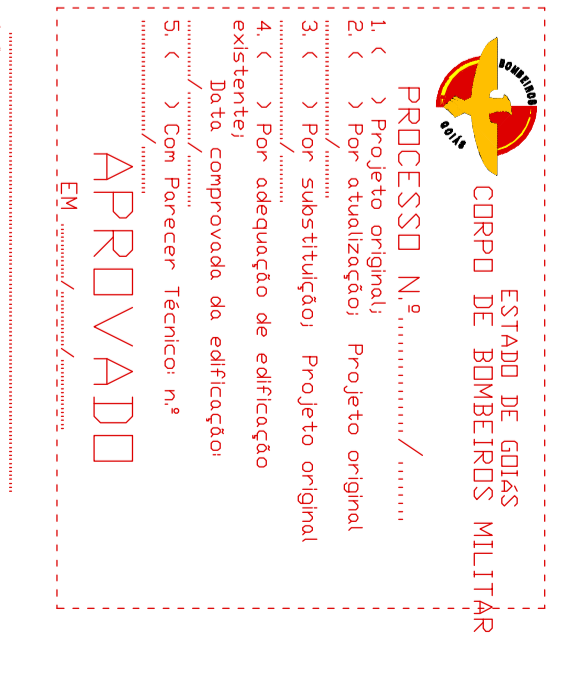 BOMBEIROS
GOIÁS
ESTADO DE GOIÁS
CORPO DE BOMBEIROS MILITAR
PROCESSO N.º ................/ ........
1. (   ) Projeto original;
2. (   ) Por atualização; Projeto original
................/............
3. (   ) Por substituição; Projeto original
................/............
4. (   ) Por adequação de edificação
existente;
Data comprovada da edificação:
........./........./.........
5. (   ) Com Parecer Técnico: n.º
................/............
APROVADO
EM ............/............/............